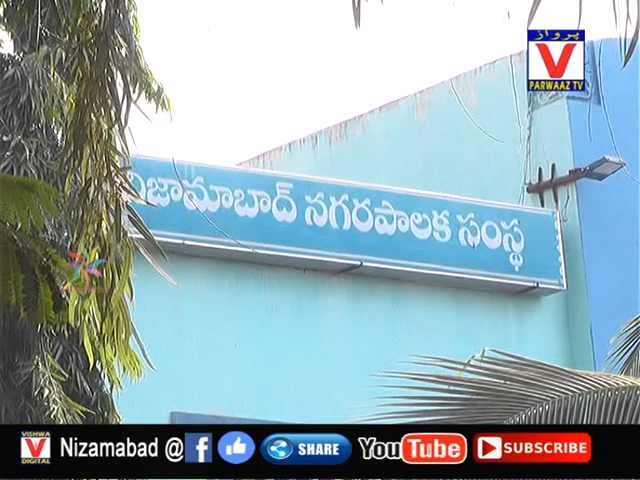 پرواز
V
PARWAAZ TV
నిజామాబాద్ నగరపాలక సంస్థ
VISHWA
V
DIGITAL
Nizamabad @ f SHARE YouTube SUBSCRIBE